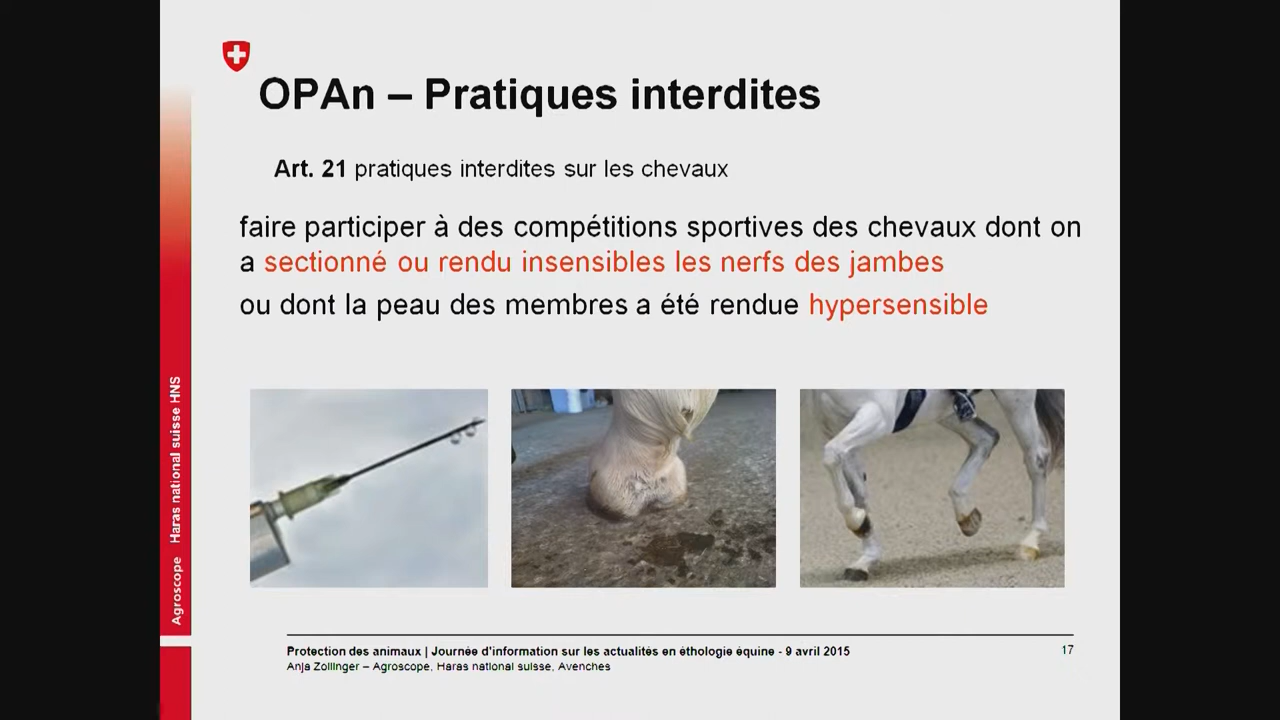 OPAn – Pratiques interdites
Art. 21 pratiques interdites sur les chevaux
faire participer à des compétitions sportives des chevaux dont on
a sectionné ou rendu insensibles les nerfs des jambes
ou dont la peau des membres a été rendue hypersensible
Agroscope Haras national suisse HNS
Protection des animaux | Journée d'information sur les actualités en éthologie équine - 9 avril 2015
17
Anja Zollinger – Agroscope, Haras national suisse, Avenches